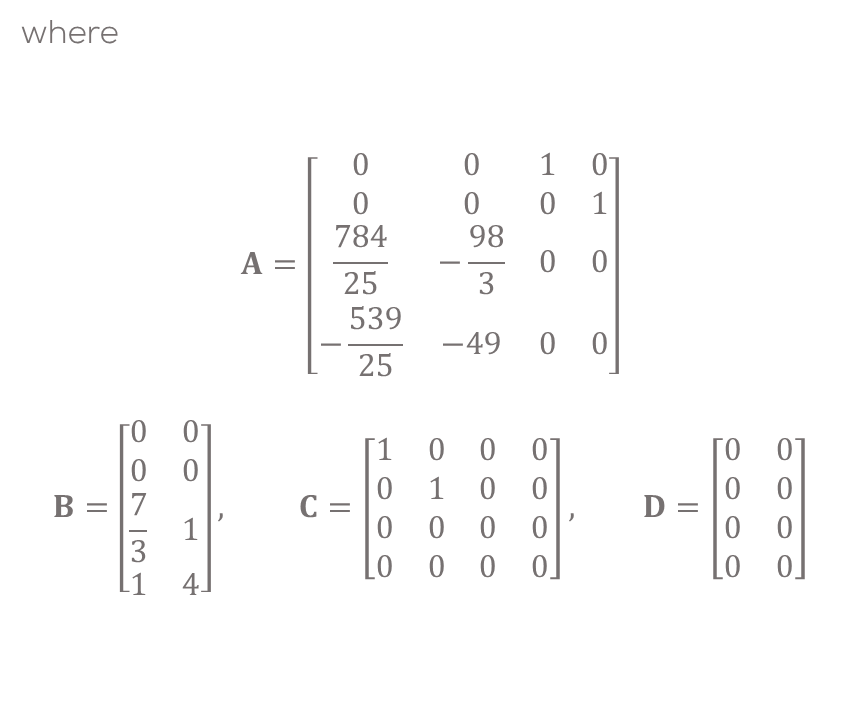 where
A = [0 0 1 0
0 0 0 1
784/25 −98/3 0 0
−539/25 −49 0 0]
B = [0 0
0 0
7/3 1
1 4],
C = [1 0 0 0
0 1 0 0
0 0 0 0
0 0 0 0],
D = [0 0
0 0
0 0
0 0]